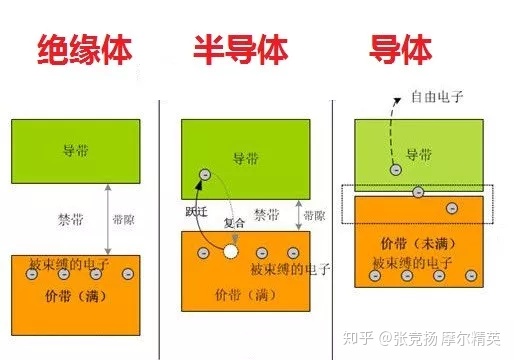 绝缘体
半导体
导体
导带
禁带
带隙
被束缚的电子
价带（满）
导带
跃迁
复合
禁带
带隙
被束缚的电子
价带（满）
自由电子
导带
价带（未满）
被束缚的电子
知乎 @张竞扬 摩尔精英